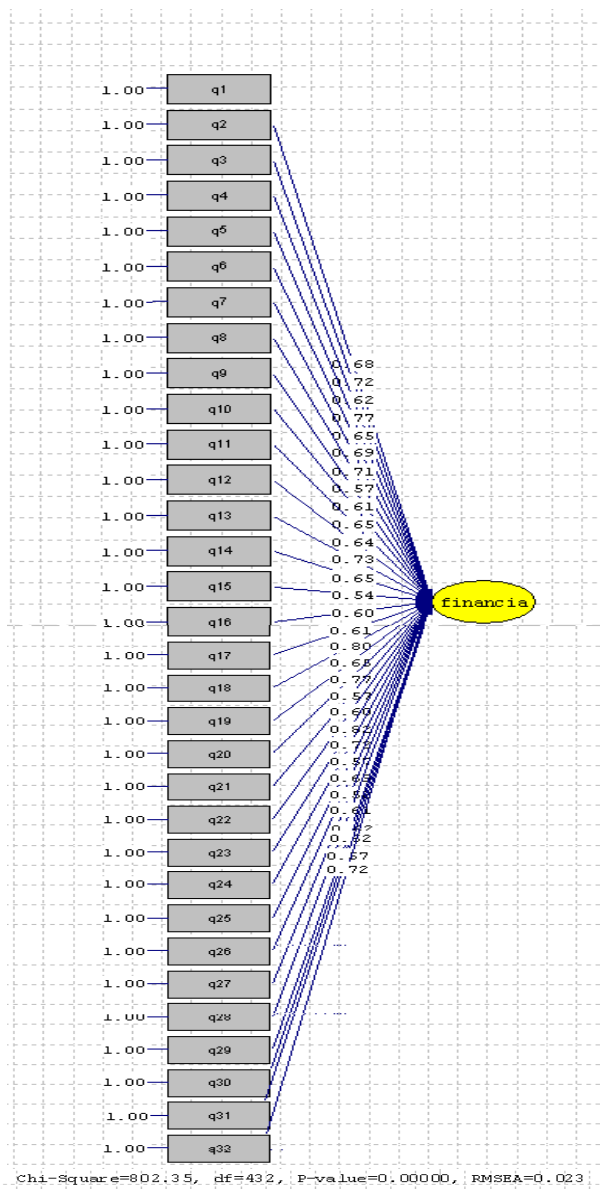 1.00 q1
1.00 q2
1.00 q3
1.00 q4
1.00 q5
1.00 q6
1.00 q7
1.00 q8
1.00 q9
1.00 q10
1.00 q11
1.00 q12
1.00 q13
1.00 q14
1.00 q15
1.00 q16
1.00 q17
1.00 q18
1.00 q19
1.00 q20
1.00 q21
1.00 q22
1.00 q23
1.00 q24
1.00 q25
1.00 q26
1.00 q27
1.00 q28
1.00 q29
1.00 q30
1.00 q31
1.00 q32
0.68
0.72
0.62
0.77
0.65
0.69
0.71
0.57
0.61
0.65
0.64
0.73
0.65
0.54
0.60
0.61
0.80
0.68
0.77
0.57
0.60
0.61
0.72
financia
Chi-Square=802.35, df=432, P-value=0.00000, RMSEA=0.023